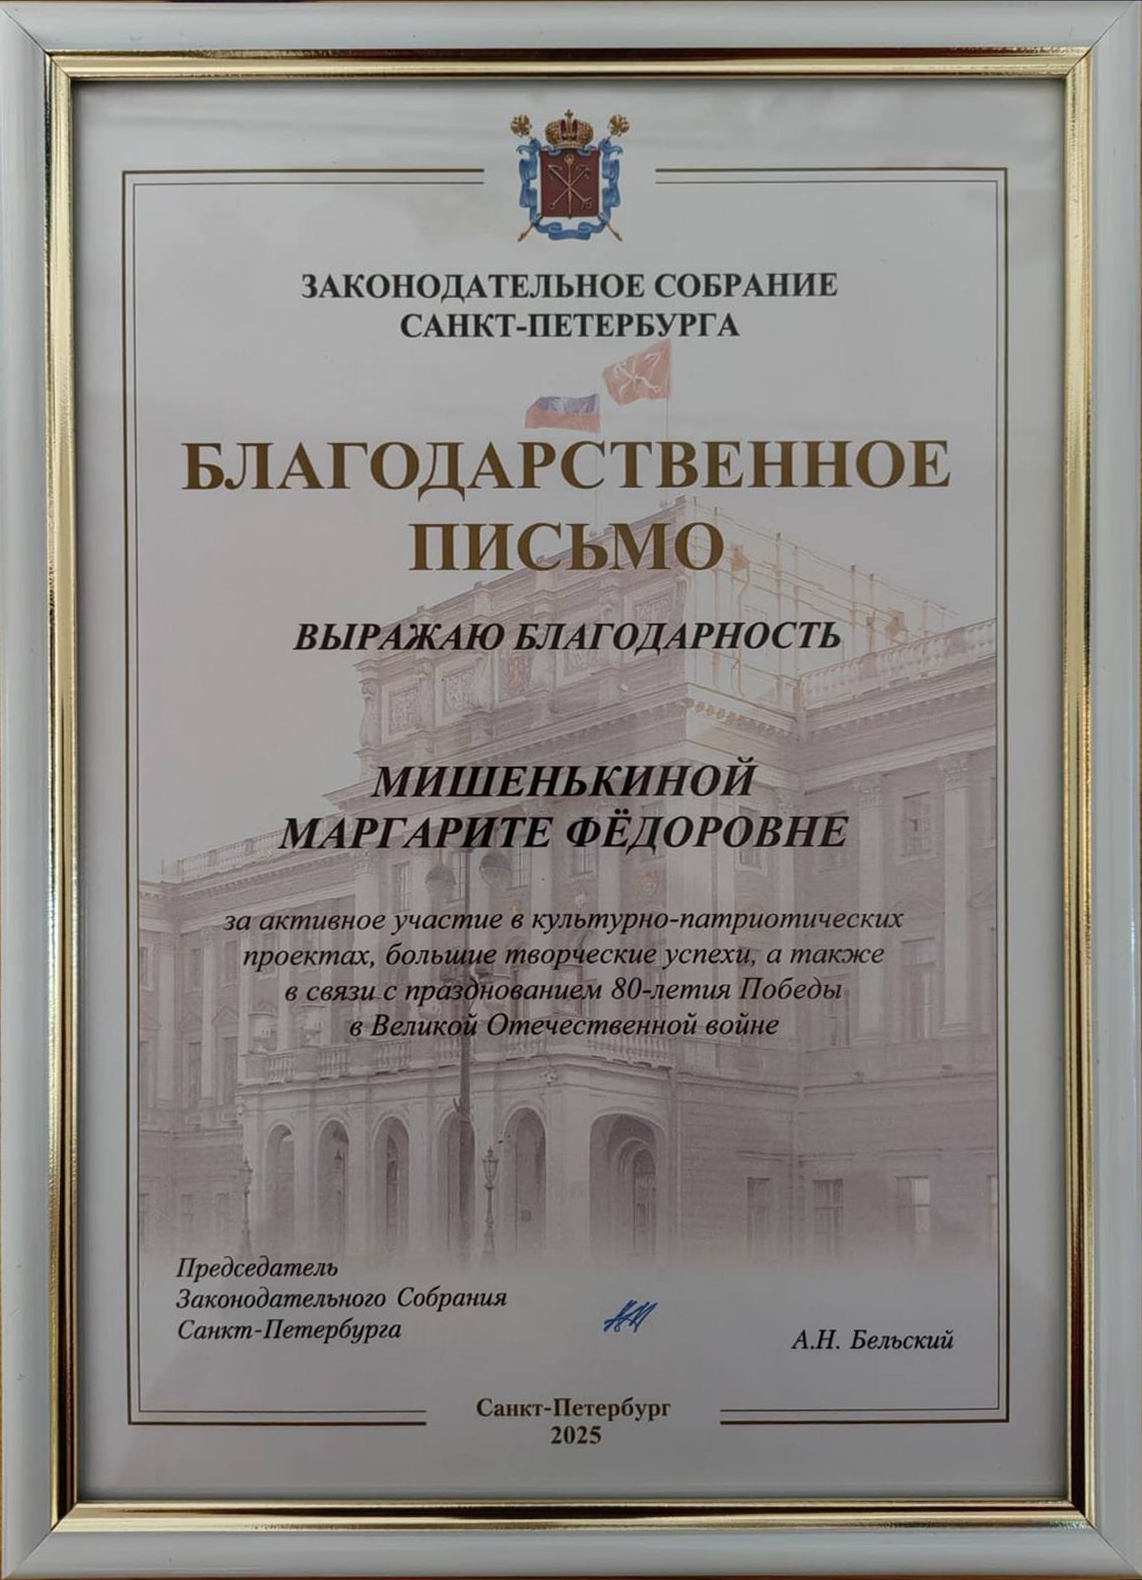 ЗАКОНОДАТЕЛЬНОЕ СОБРАНИЕ
САНКТ-ПЕТЕРБУРГА
БЛАГОДАРСТВЕННОЕ
ПИСЬМО
ВЫРАЖАЮ БЛАГОДАРНОСТЬ
МИШЕНЬКИНОЙ
МАРГАРИТЕ ФЁДОРОВНЕ
за активное участие в культурно-патриотических
проектах, большие творческие успехи, а также
в связи с празднованием 80-летия Победы
в Великой Отечественной войне
Председатель
Законодательного Собрания
Санкт-Петербурга
А.Н. Бельский
Санкт-Петербург
2025